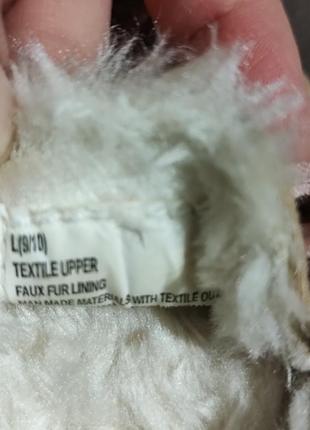 L(9/10)
TEXTILE UPPER
FAUX FUR LINING
MAN MADE MATERIALS WITH TEXTILE